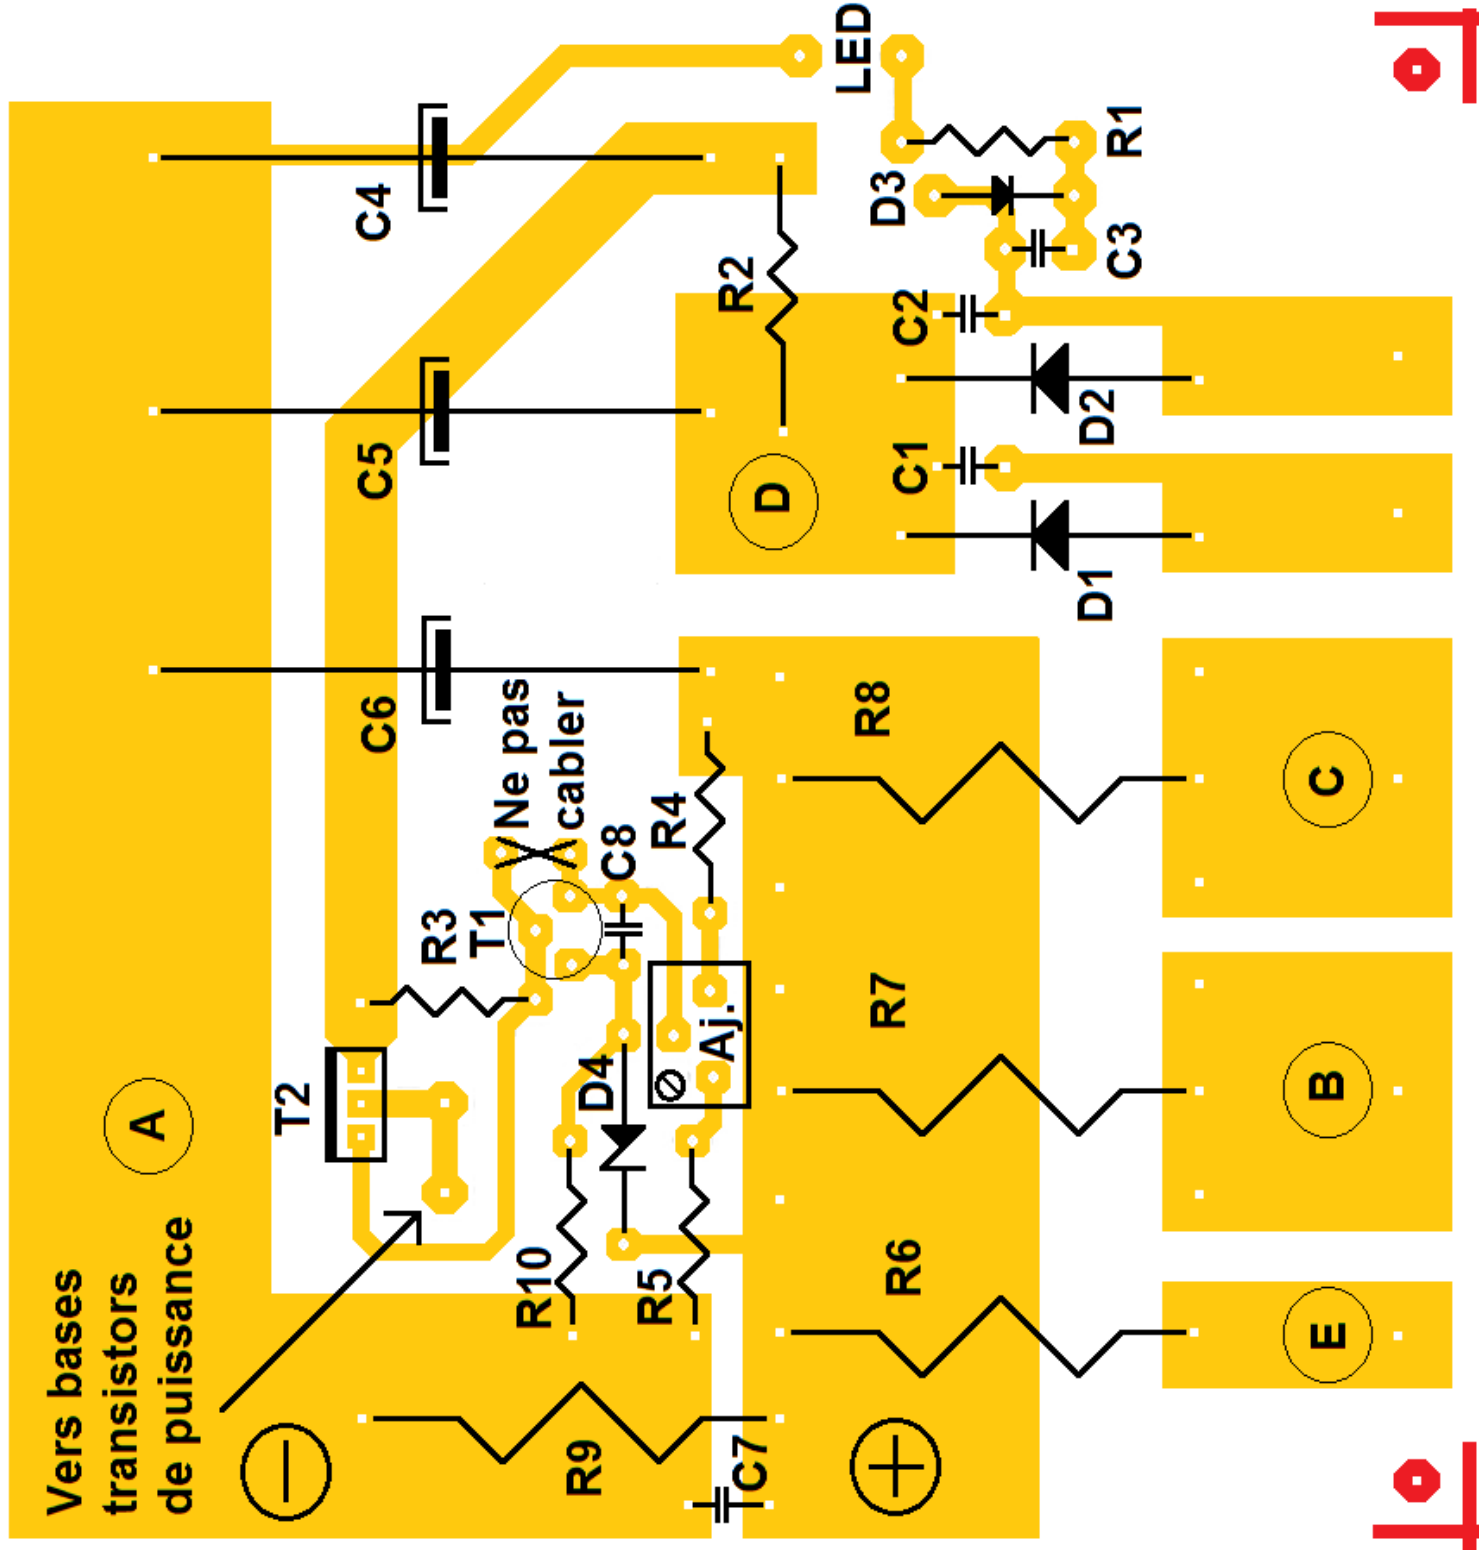 Vers bases
transistors
de puissance
A
T2
R3
T1
Ne pas
cabler
C8
R4
Aj.
D4
R10
R5
R9
C7
R6
R7
R8
E
B
C
C6
C5
C4
R2
D
C1
C2
D1
D2
D3
C3
R1
LED